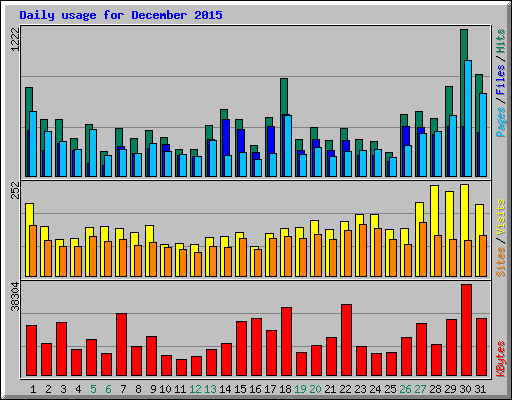 Daily usage for December 2015
1222
Pages / Files / Hits
252
Sites / Visits
38304
KBytes
1 2 3 4 5 6 7 8 9 10 11 12 13 14 15 16 17 18 19 20 21 22 23 24 25 26 27 28 29 30 31